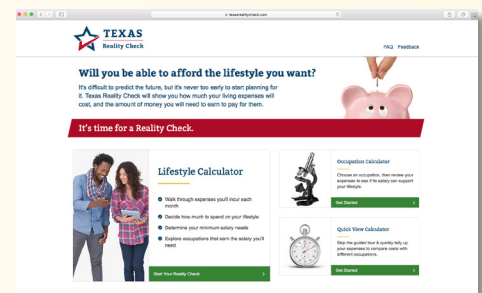 texasrealitycheck.com
TEXAS
Reality Check
FAQ Feedback
Will you be able to afford the lifestyle you want?
It's difficult to predict the future, but it's never too early to start planning for
it. Texas Reality Check will show you how much your living expenses will
cost, and the amount of money you will need to earn to pay for them.
It's time for a Reality Check.
Lifestyle Calculator
Walk through expenses you'll incur each
month
Decide how much to spend on your lifestyle
Determine your minimum salary needs
Explore occupations that earn the salary you'll
need
Start Your Reality Check
Occupation Calculator
Choose an occupation, then review your
expenses to see if its salary can support
your lifestyle.
Get Started
Quick View Calculator
Skip the guided tour & quickly tally up
your expenses to compare costs with
different occupations.
Get Started